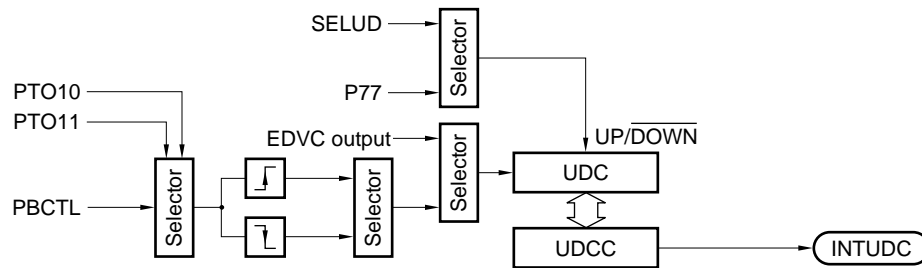 SELUD
Selector
P77
PTO10
PTO11
EDVC output
UP/DOWN
Selector
UDC
PBCTL
Selector
Selector
UDCC
INTUDC